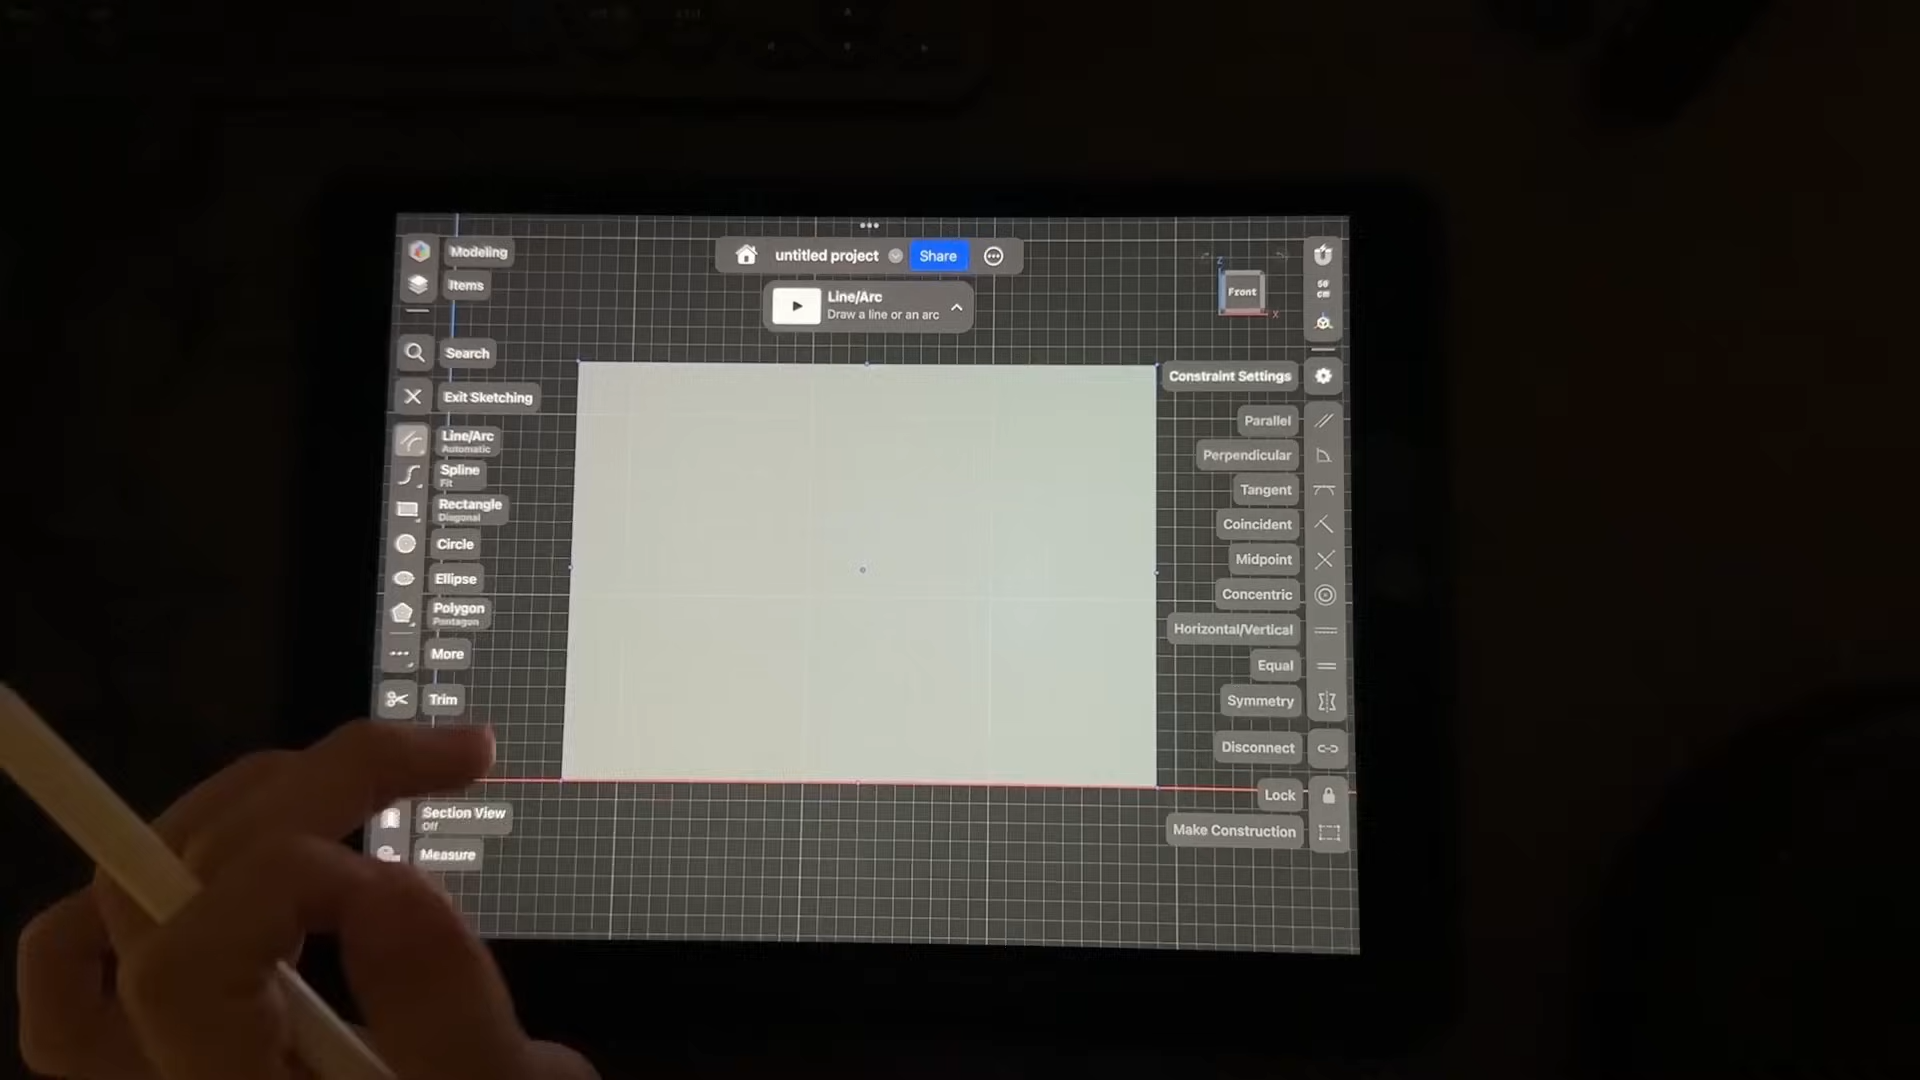 Modeling
Items
untitled project
Share
Line/Arc
Draw a line or an arc
Z
Front
X
50
cm
Search
Exit Sketching
Line/Arc
Automatic
Spline
Fit
Rectangle
Diagonal
Circle
Ellipse
Polygon
Pentagon
More
Trim
Section View
Off
Measure
Constraint Settings
Parallel
Perpendicular
Tangent
Coincident
Midpoint
Concentric
Horizontal/Vertical
Equal
Symmetry
Disconnect
Lock
Make Construction